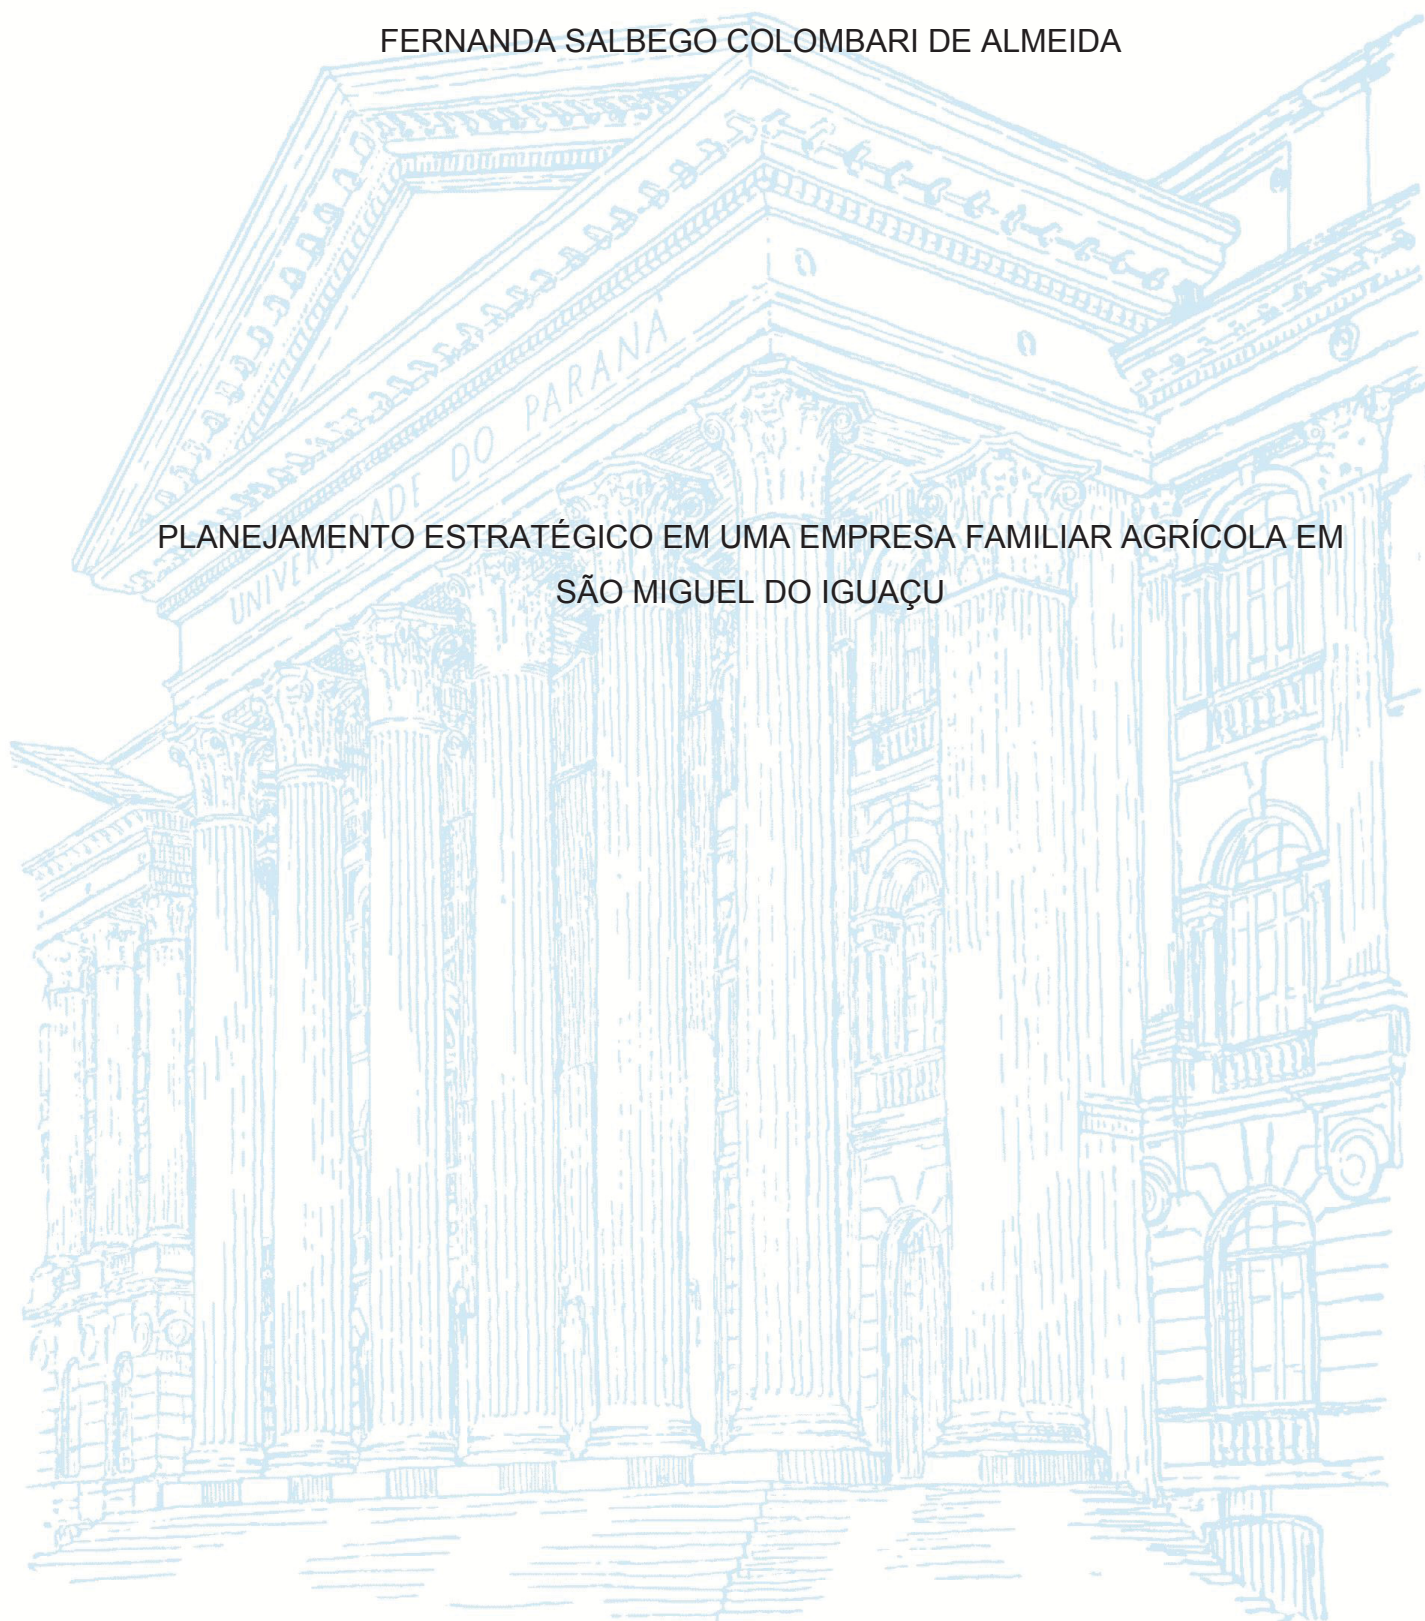 FERNANDA SALBEGO COLOMBARI DE ALMEIDA
UNIVERSIDADE DO PARANÁ
PLANEJAMENTO ESTRATÉGICO EM UMA EMPRESA FAMILIAR AGRÍCOLA EM
SÃO MIGUEL DO IGUAÇU